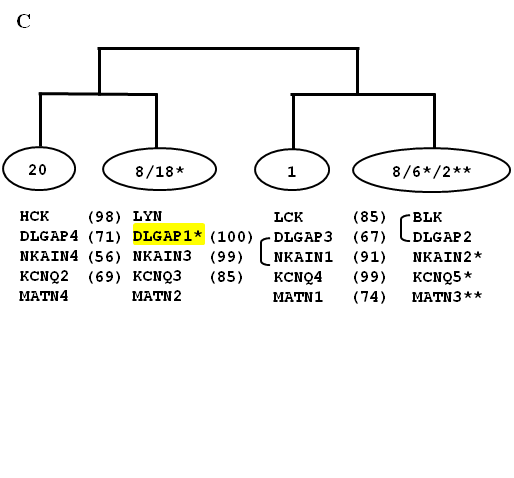 C
20 8/18* 1 8/6*/2**
HCK (98) LYN LCK (85) BLK
DLGAP4 (71) DLGAP1* (100) DLGAP3 (67) DLGAP2
NKAIN4 (56) NKAIN3 (99) NKAIN1 (91) NKAIN2*
KCNQ2 (69) KCNQ3 (85) KCNQ4 (99) KCNQ5*
MATN4 MATN2 MATN1 (74) MATN3**